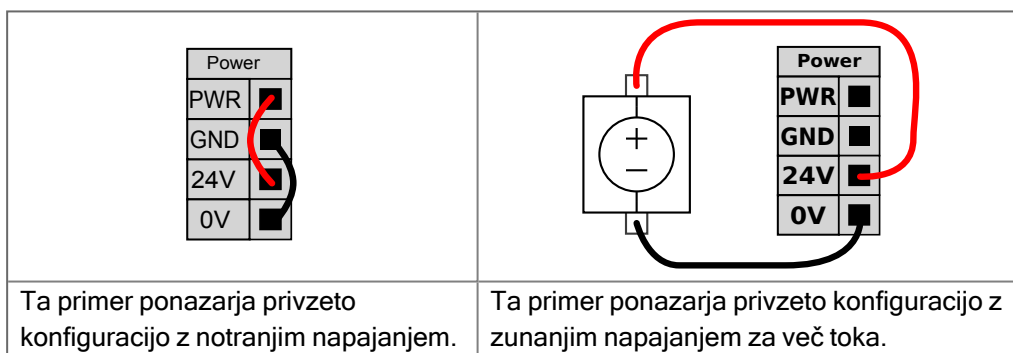 Power
PWR
GND
24V
0V
Power
PWR
GND
24V
0V
Ta primer ponazarja privzeto
konfiguracijo z notranjim napajanjem.
Ta primer ponazarja privzeto konfiguracijo z
zunanjim napajanjem za več toka.